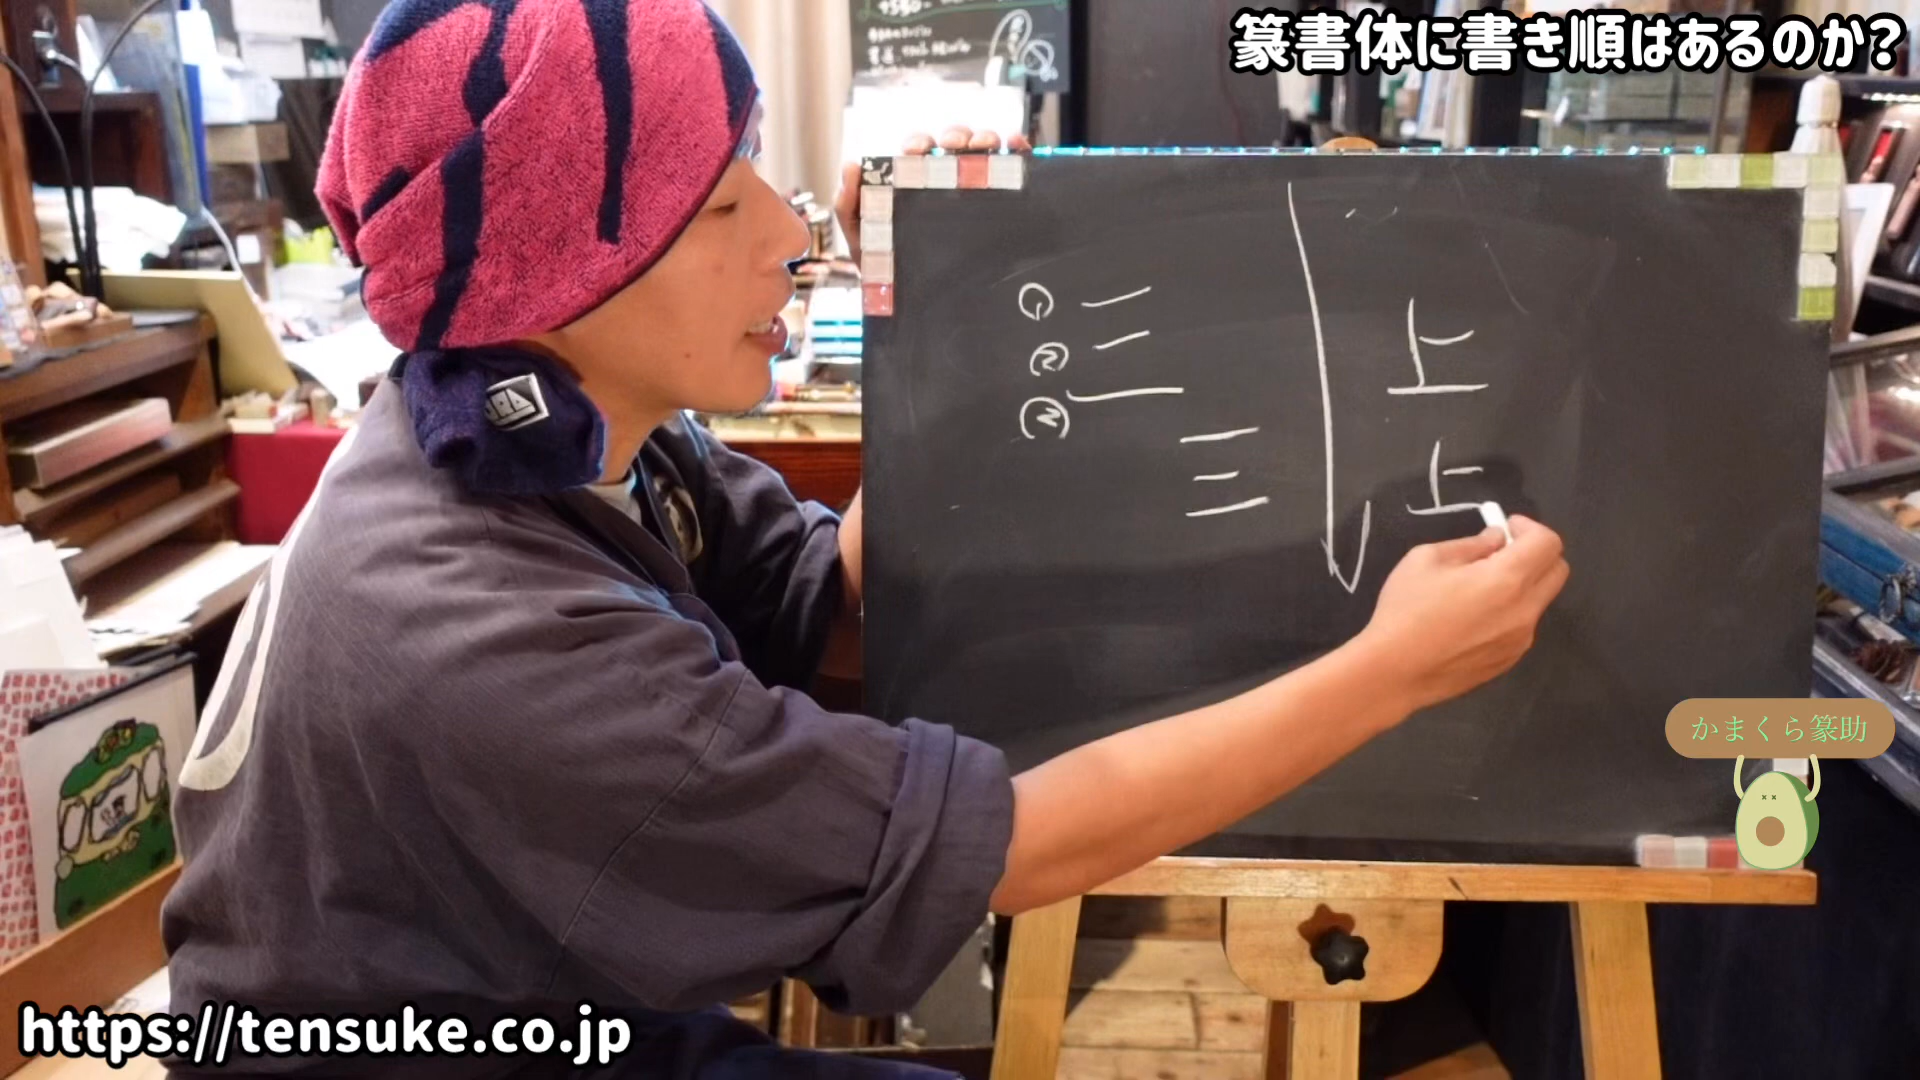 篆書体に書き順はあるのか?
① 三
②
③
三
上
上
かまくら篆助
https://tensuke.co.jp